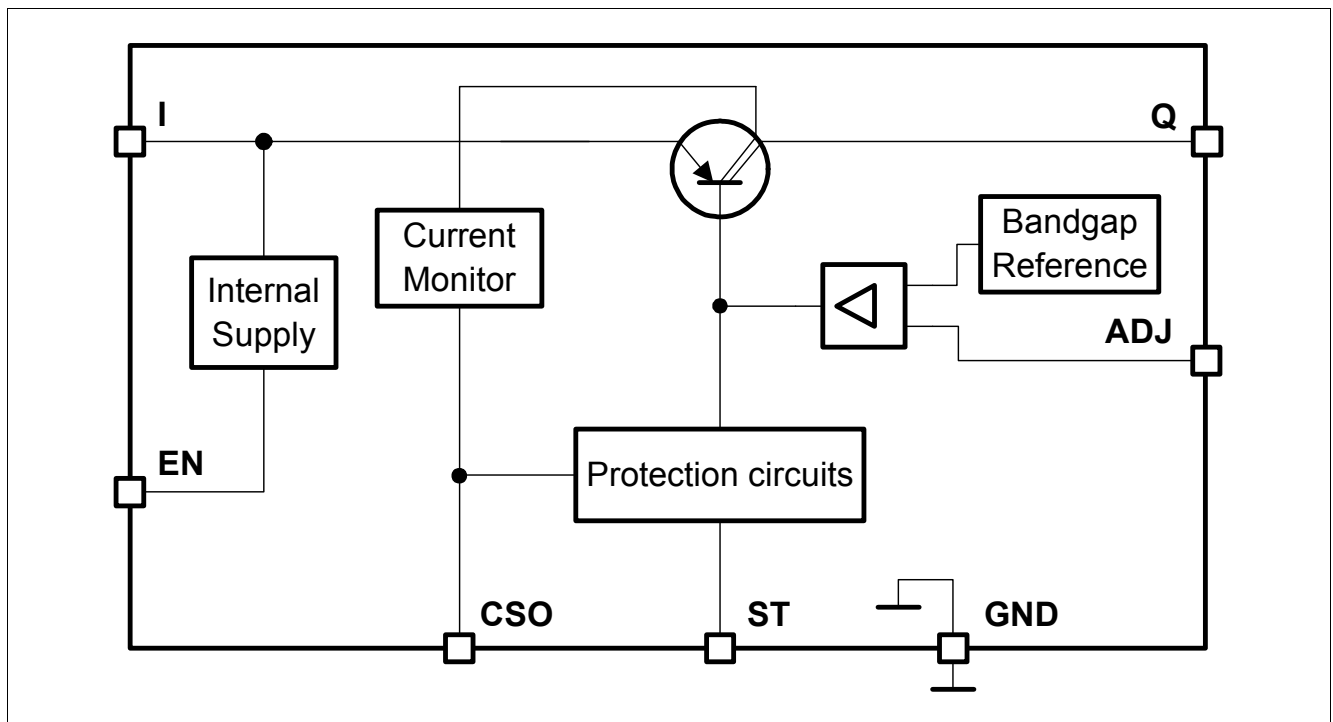 I
Q
Bandgap
Reference
Current
Monitor
Internal
Supply
ADJ
EN
Protection circuits
CSO
ST
GND